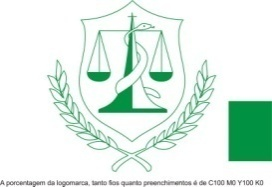 A porcentagem da logomarca, tanto fios quanto preenchimentos é de C100 M0 Y100 K0